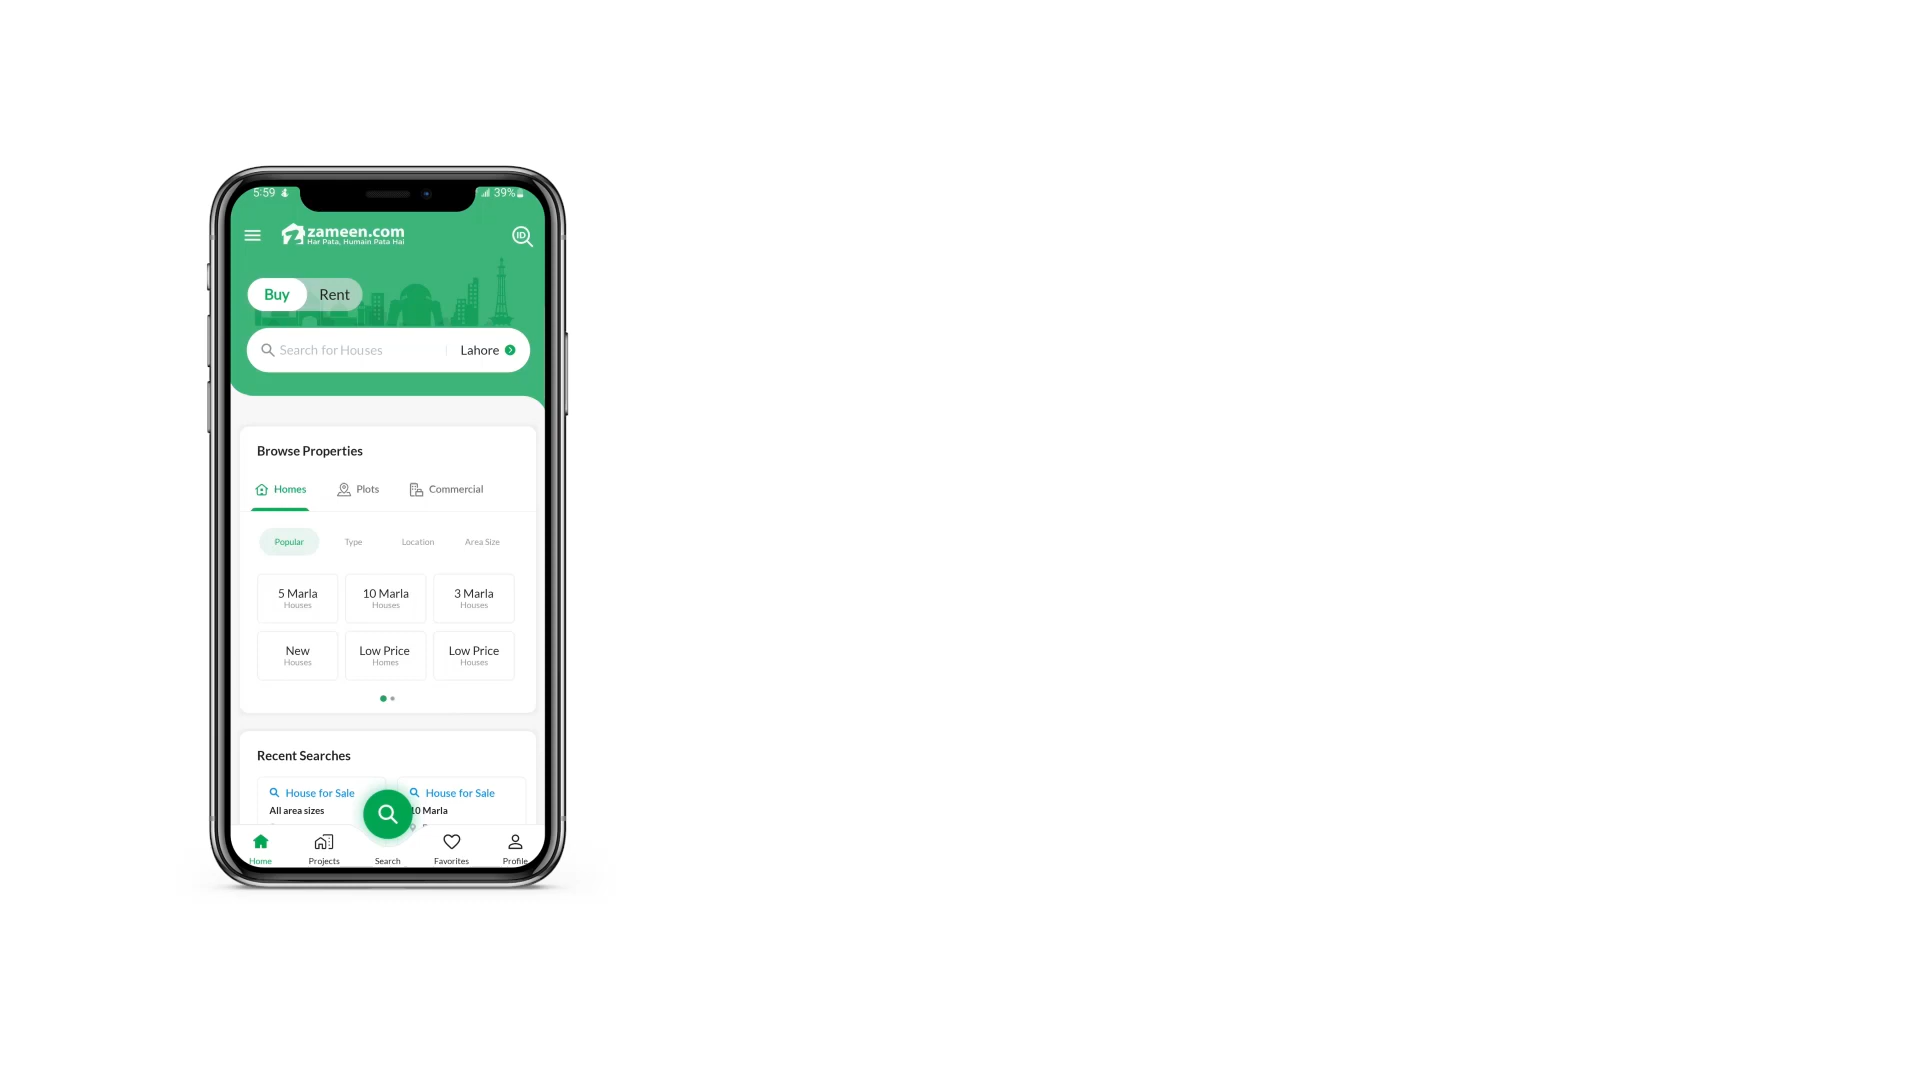 5:59
39%
zameen.com
Har Pata, Humain Pata Hai
ID
Buy Rent
Search for Houses Lahore
Browse Properties
Homes Plots Commercial
Popular Type Location Area Size
5 Marla 10 Marla 3 Marla
Houses Houses Houses
New Low Price Low Price
Houses Homes Houses
Recent Searches
House for Sale House for Sale
All area sizes 10 Marla
Home Projects Search Favorites Profile